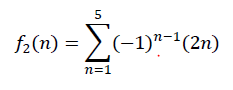 f₂(n) = ∑_{n=1}^{5} (-1)ⁿ⁻¹(2n)